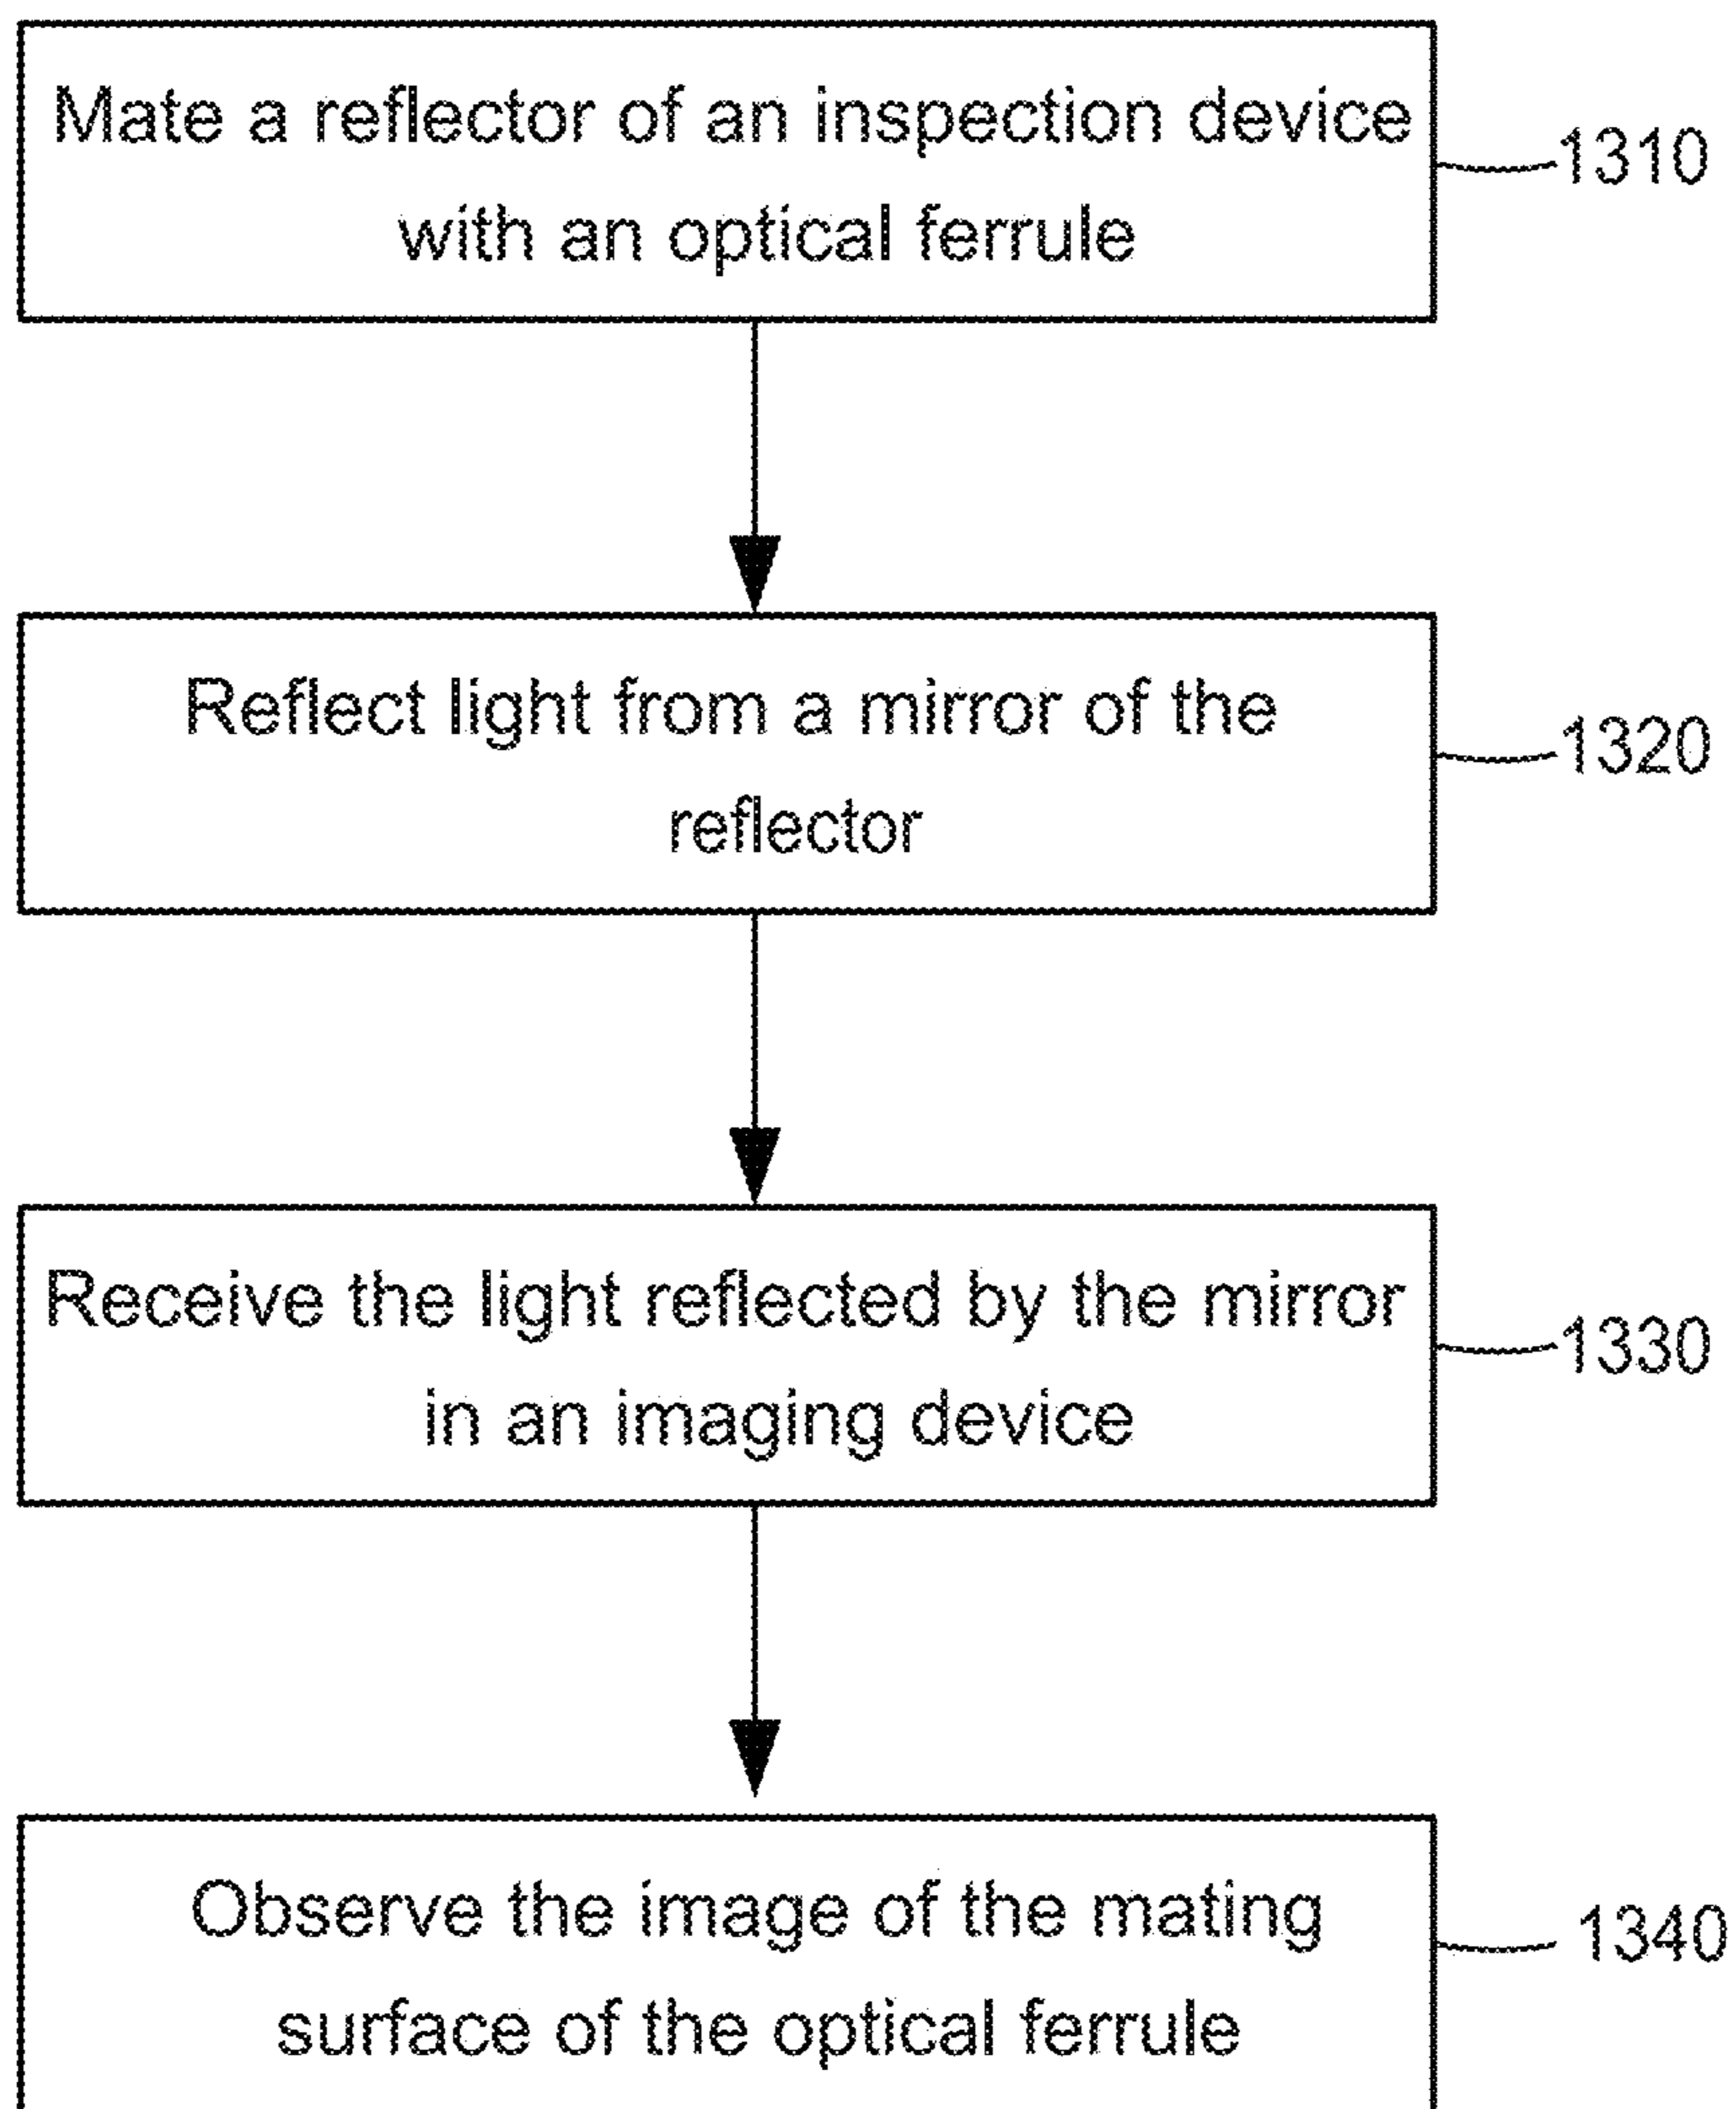 Mate a reflector of an inspection device
with an optical ferrule
1310
Reflect light from a mirror of the
reflector
1320
Receive the light reflected by the mirror
in an imaging device
1330
Observe the image of the mating
surface of the optical ferrule
1340